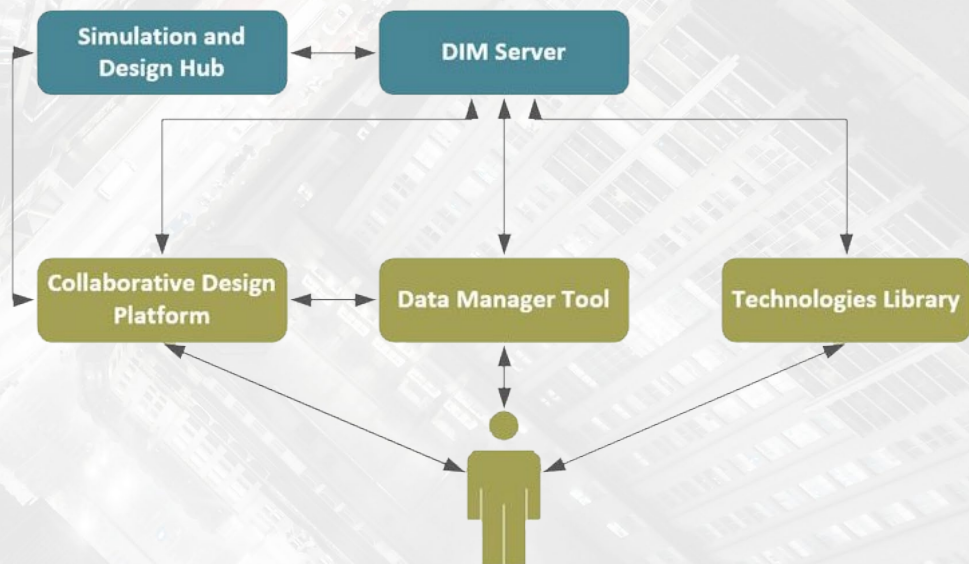 Simulation and
Design Hub
DIM Server
Collaborative Design
Platform
Data Manager Tool
Technologies Library